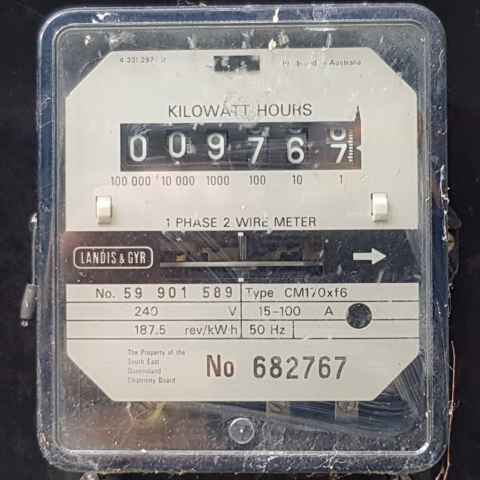 KILOWATT HOURS
0 0 9 7 6 7
100 000 10 000 1000 100 10 1
1 PHASE 2 WIRE METER
LANDIS & GYR
No. 59 901 589 Type CM170xf6
240 V 15-100 A
187.5 rev/kW·h 50 Hz
The Property of the
South East
Queensland
Electricity Board
No 682767